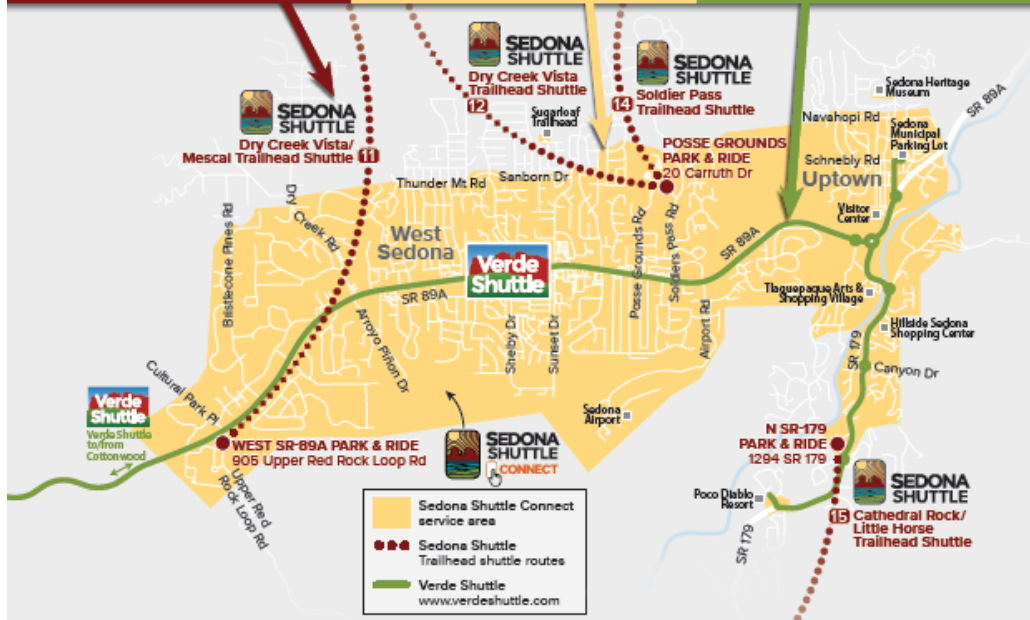 SEDONA
SHUTTLE
Dry Creek Vista
Trailhead Shuttle
12
SEDONA
SHUTTLE
Soldier Pass
Trailhead Shuttle
14
SEDONA
SHUTTLE
Dry Creek Vista/
Mescal Trailhead Shuttle
11
Sugarloaf
Trailhead
Sedona Heritage
Museum
SR 89A
Navahopi Rd
Sedona
Municipal
Parking Lot
POSSE GROUNDS
PARK & RIDE
20 Carruth Dr
Schnebly Rd
Uptown
Thunder Mt Rd
Sanborn Dr
Dry Creek Rd
Bristlecone Pines Rd
West
Sedona
Visitor
Center
Posse Grounds Rd
Soldiers Pass Rd
SR 89A
Verde
Shuttle
SR 89A
Tlaquepaque Arts &
Shopping Village
Arroyo Piñon Dr
Shelby Dr
Sunset Dr
Airport Rd
Hillside Sedona
Shopping Center
SR 179
Canyon Dr
Cultural Park Pl
Verde
Shuttle
Verde Shuttle
to/from
Cottonwood
Sedona
Airport
WEST SR-89A PARK & RIDE
905 Upper Red Rock Loop Rd
SEDONA
SHUTTLE
CONNECT
N SR-179
PARK & RIDE
1294 SR 179
Upper Red
Rock Loop Rd
Poco Diablo
Resort
SEDONA
SHUTTLE
15
Cathedral Rock/
Little Horse
Trailhead Shuttle
SR 179
Sedona Shuttle Connect
service area
Sedona Shuttle
Trailhead shuttle routes
Verde Shuttle
www.verdeshuttle.com